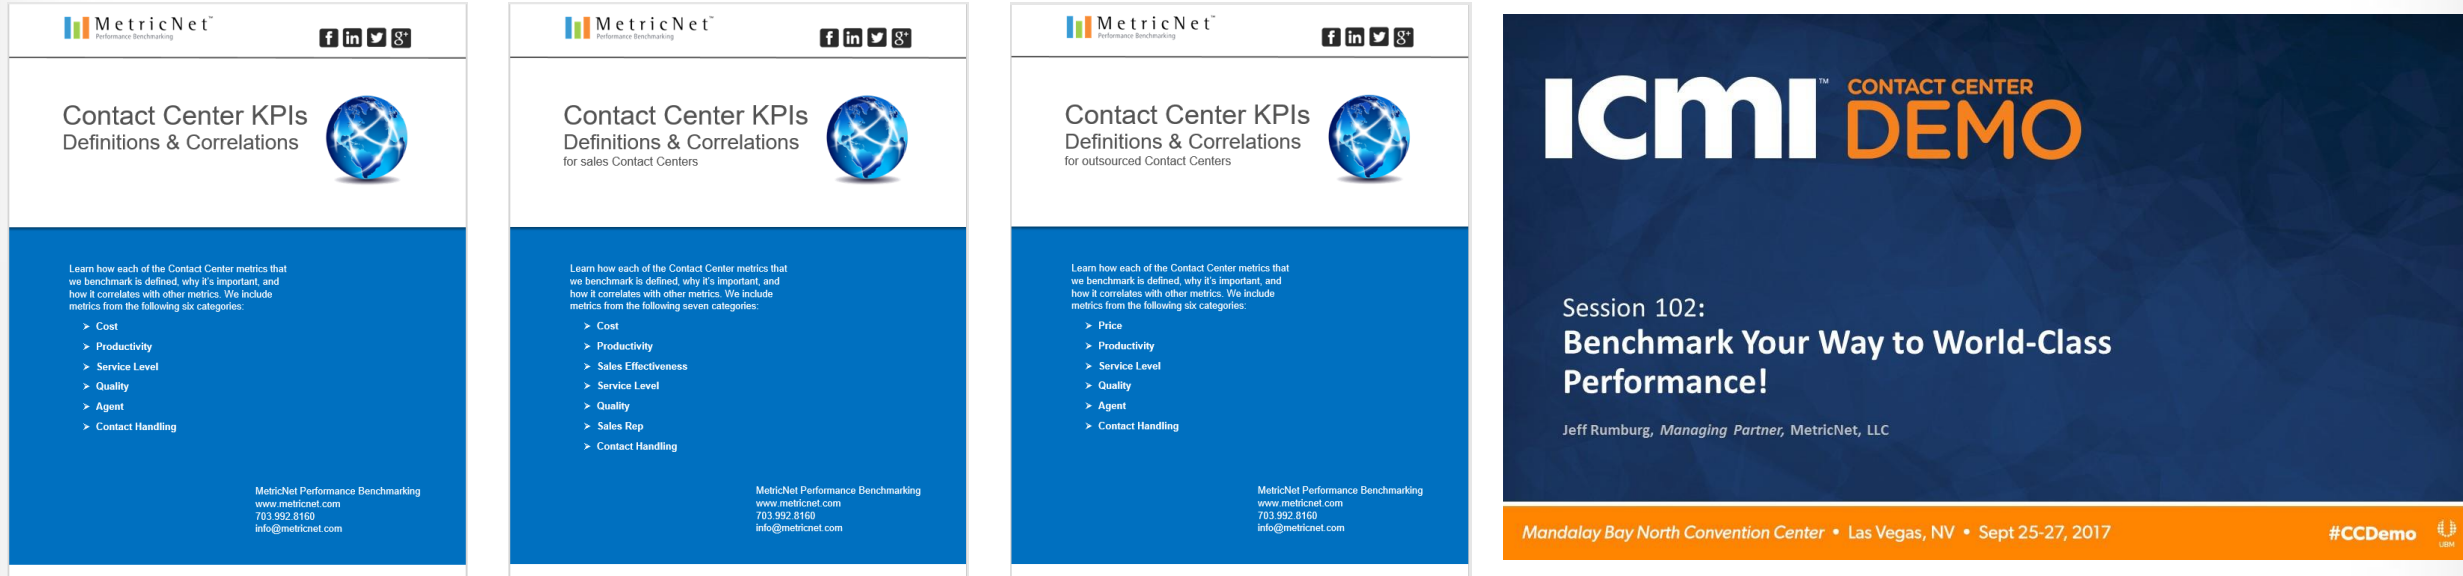 MetricNet™
Performance Benchmarking
f in g+
Contact Center KPIs
Definitions & Correlations
Learn how each of the Contact Center metrics that
we benchmark is defined, why it's important, and
how it correlates with other metrics. We include
metrics from the following six categories:
➤ Cost
➤ Productivity
➤ Service Level
➤ Quality
➤ Agent
➤ Contact Handling
MetricNet Performance Benchmarking
www.metricnet.com
703.992.8160
info@metricnet.com
MetricNet™
Performance Benchmarking
f in g+
Contact Center KPIs
Definitions & Correlations
for sales Contact Centers
Learn how each of the Contact Center metrics that
we benchmark is defined, why it's important, and
how it correlates with other metrics. We include
metrics from the following seven categories:
➤ Cost
➤ Productivity
➤ Sales Effectiveness
➤ Service Level
➤ Quality
➤ Sales Rep
➤ Contact Handling
MetricNet Performance Benchmarking
www.metricnet.com
703.992.8160
info@metricnet.com
MetricNet™
Performance Benchmarking
f in g+
Contact Center KPIs
Definitions & Correlations
for outsourced Contact Centers
Learn how each of the Contact Center metrics that
we benchmark is defined, why it's important, and
how it correlates with other metrics. We include
metrics from the following six categories:
➤ Price
➤ Productivity
➤ Service Level
➤ Quality
➤ Agent
➤ Contact Handling
MetricNet Performance Benchmarking
www.metricnet.com
703.992.8160
info@metricnet.com
ICMI™ CONTACT CENTER
DEMO
Session 102:
Benchmark Your Way to World-Class
Performance!
Jeff Rumburg, Managing Partner, MetricNet, LLC
Mandalay Bay North Convention Center • Las Vegas, NV • Sept 25-27, 2017
#CCDemo
UBM